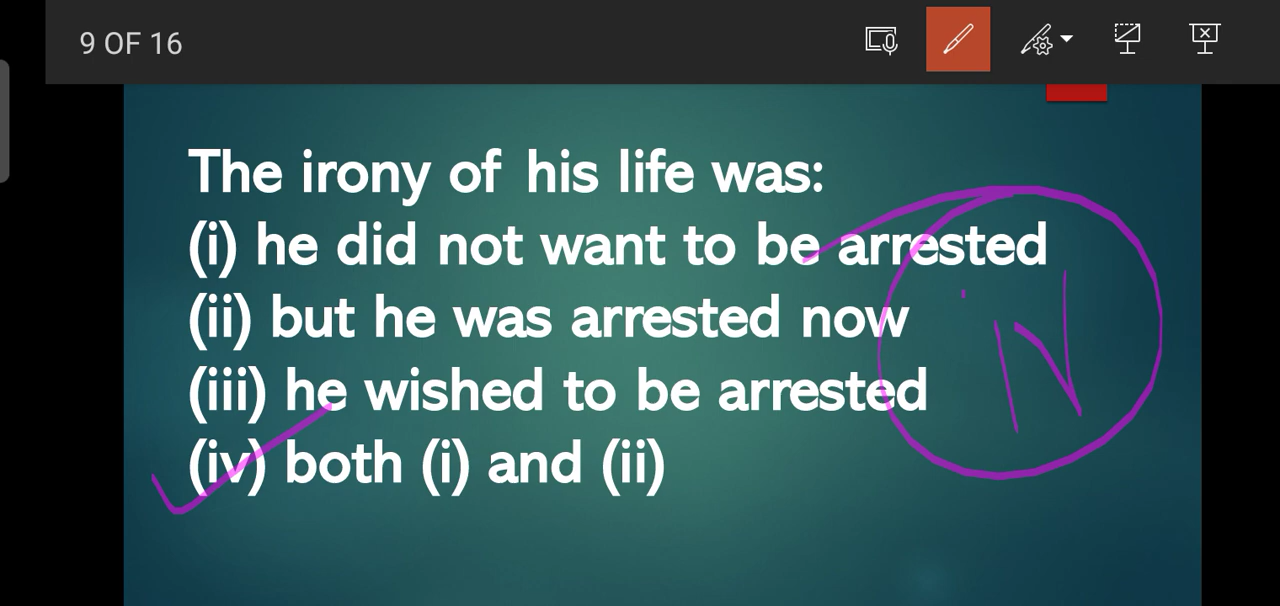 9 OF 16
The irony of his life was:
(i) he did not want to be arrested
(ii) but he was arrested now
(iii) he wished to be arrested
(iv) both (i) and (ii)
iv